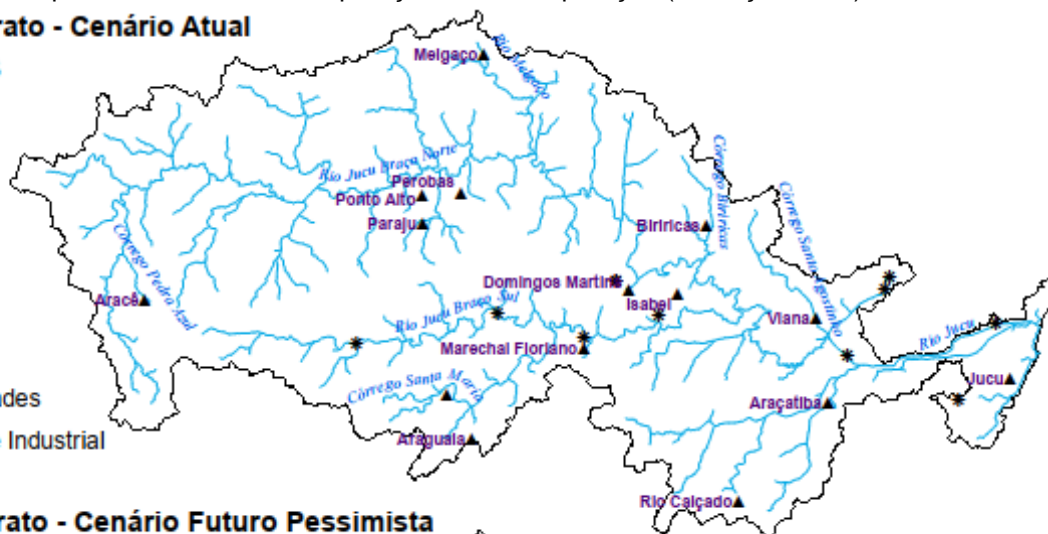 rato - Cenário Atual
Melgaço
Rio Melgaço
Rio Jucu Braço Norte
Perobas
Ponto Alto
Paraju
Córrego Biriricas
Biriricas
Córrego Santo Agostinho
Córrego Pedra Azul
Aracê
Domingos Martins
Isabel
Rio Jucu Braço Sul
Viana
Rio Jucu
Marechal Floriano
Córrego Santa Maria
Jucu
Araçatiba
des
Araguaia
e Industrial
Rio Calçado
rato - Cenário Futuro Pessimista